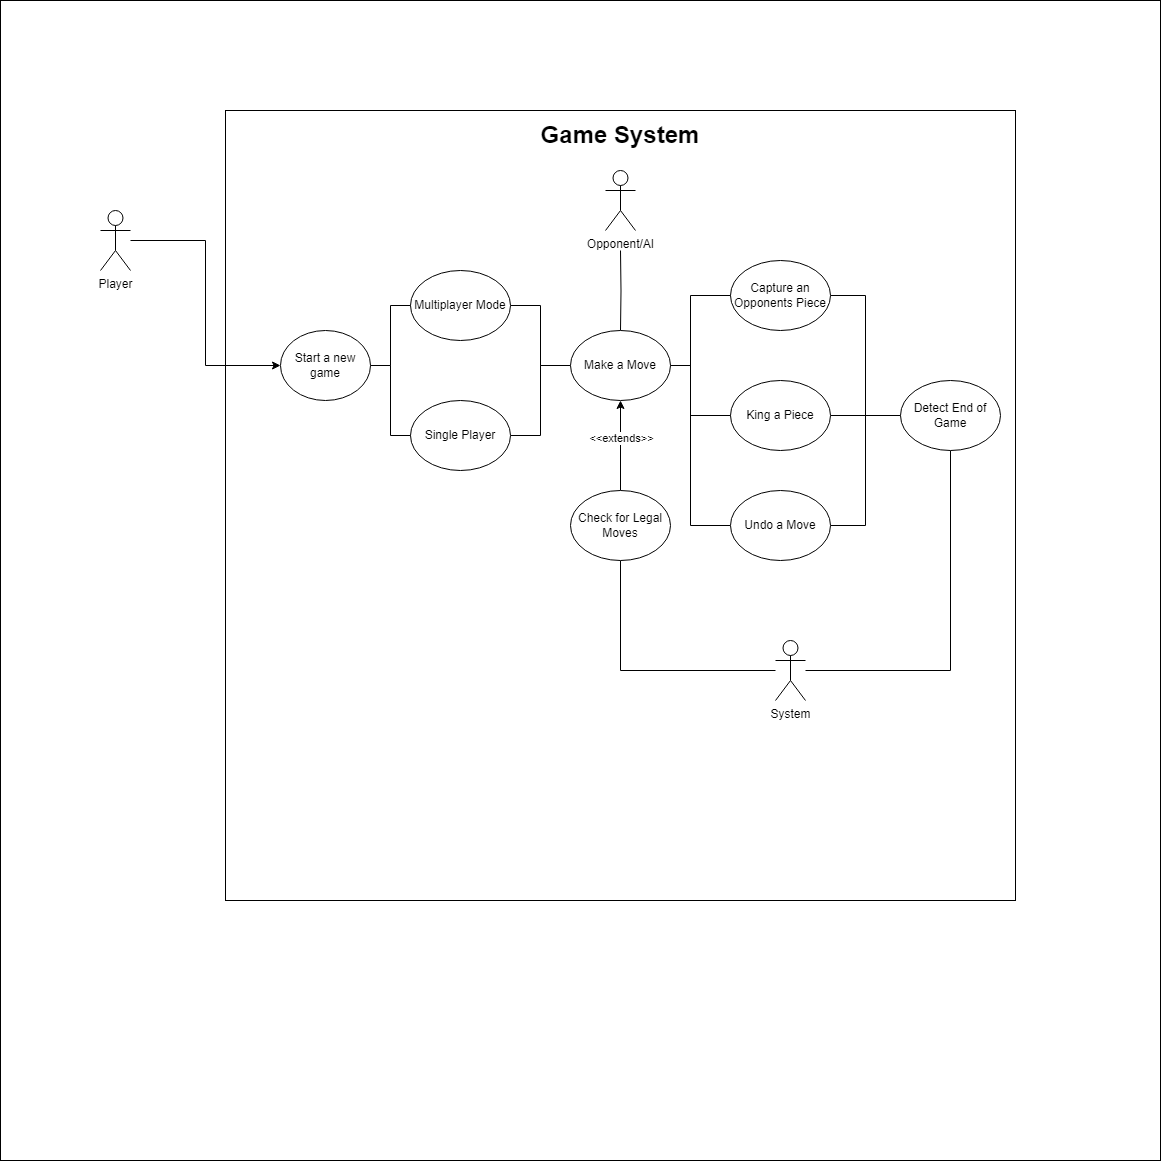 Game System
Opponent/AI
Player
Start a new
game
Multiplayer Mode
Single Player
Make a Move
<<extends>>
Check for Legal
Moves
Capture an
Opponents Piece
King a Piece
Undo a Move
Detect End of
Game
System